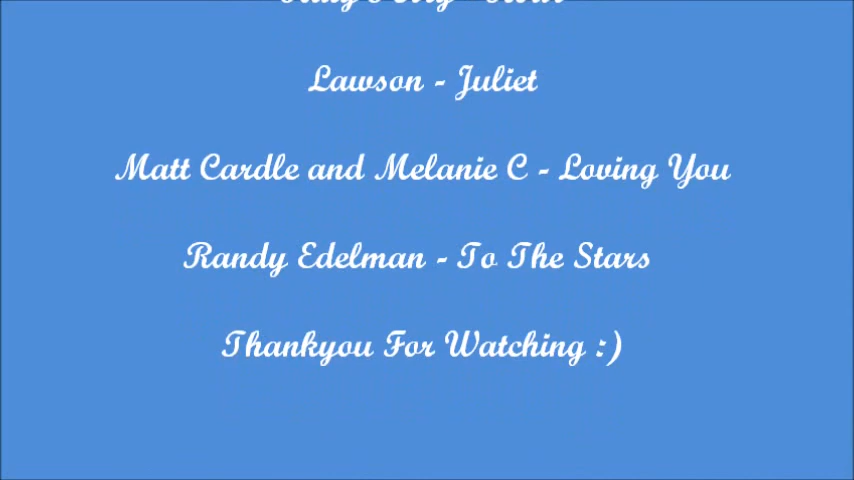 Lawson - Juliet
Matt Cardle and Melanie C - Loving You
Randy Edelman - To The Stars
Thankyou For Watching :)